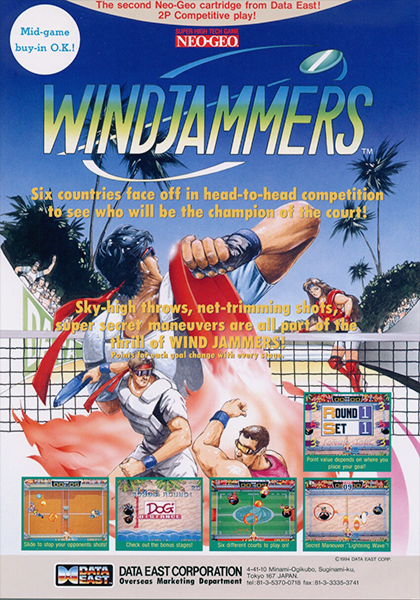 The second Neo-Geo cartridge from Data East!
2P Competitive play!
Mid-game
buy-in O.K.!
SUPER HIGH TECH GAME
NEO·GEO
WINDJAMMERS
TM
Six countries face off in head-to-head competition
to see who will be the champion of the court!
Sky-high throws, net-trimming shots,
super secret maneuvers are all part of the
thrill of WIND JAMMERS!
Points for each goal change with every stage.
ROUND 1
SET 1
Point value depends on where you
place your goal!
DOG
DISTANCE
Slide to stop your opponents shots!
Check out the bonus stages!
Six different courts to play on!
Secret Maneuver "Lightning Wave"!
©1994 DATA EAST CORP.
DATA
EAST
DATA EAST CORPORATION
Overseas Marketing Department
4-41-10 Minami-Ogikubo, Suginami-ku,
Tokyo 167 JAPAN.
tel:81-3-5370-0718 fax:81-3-3335-3741